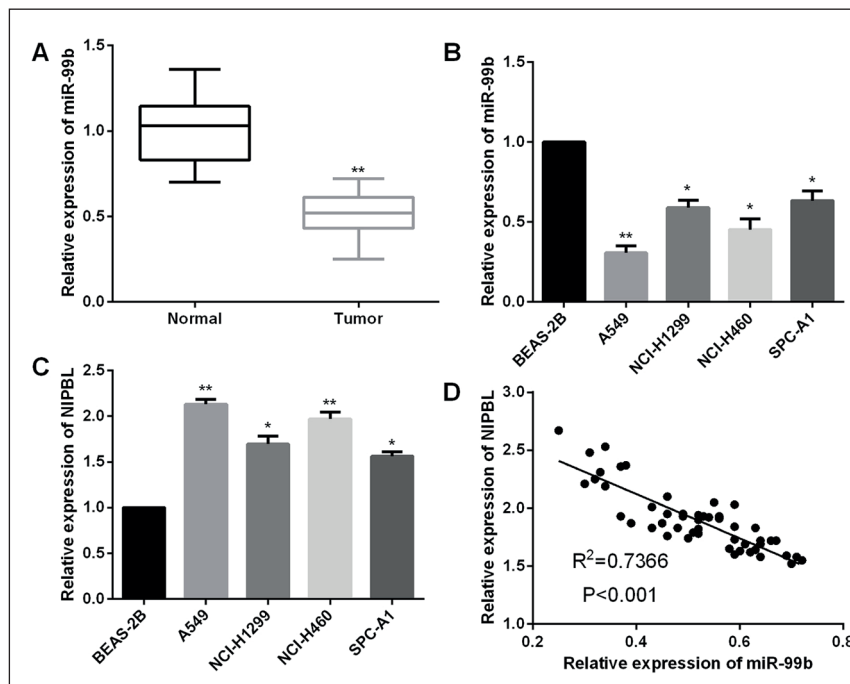 A
Relative expression of miR-99b
1.5
1.0
0.5
0.0
**
Normal
Tumor
B
Relative expression of miR-99b
1.5
1.0
0.5
0.0
**
*
*
*
BEAS-2B
A549
NCI-H1299
NCI-H460
SPC-A1
C
Relative expression of NIPBL
2.5
2.0
1.5
1.0
0.5
0.0
**
*
**
*
BEAS-2B
A549
NCI-H1299
NCI-H460
SPC-A1
D
Relative expression of NIPBL
3.0
2.5
2.0
1.5
1.0
R²=0.7366
P<0.001
0.2
0.4
0.6
0.8
Relative expression of miR-99b